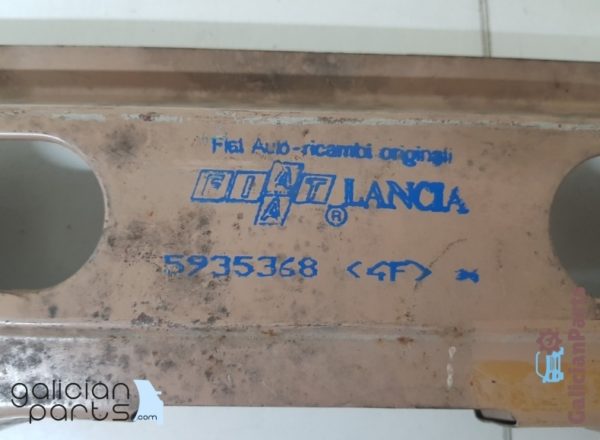 Fiat Auto-ricambi originali
FIAT ® LANCIA
5935368 <4F> *
galician
parts.com
GalicianParts